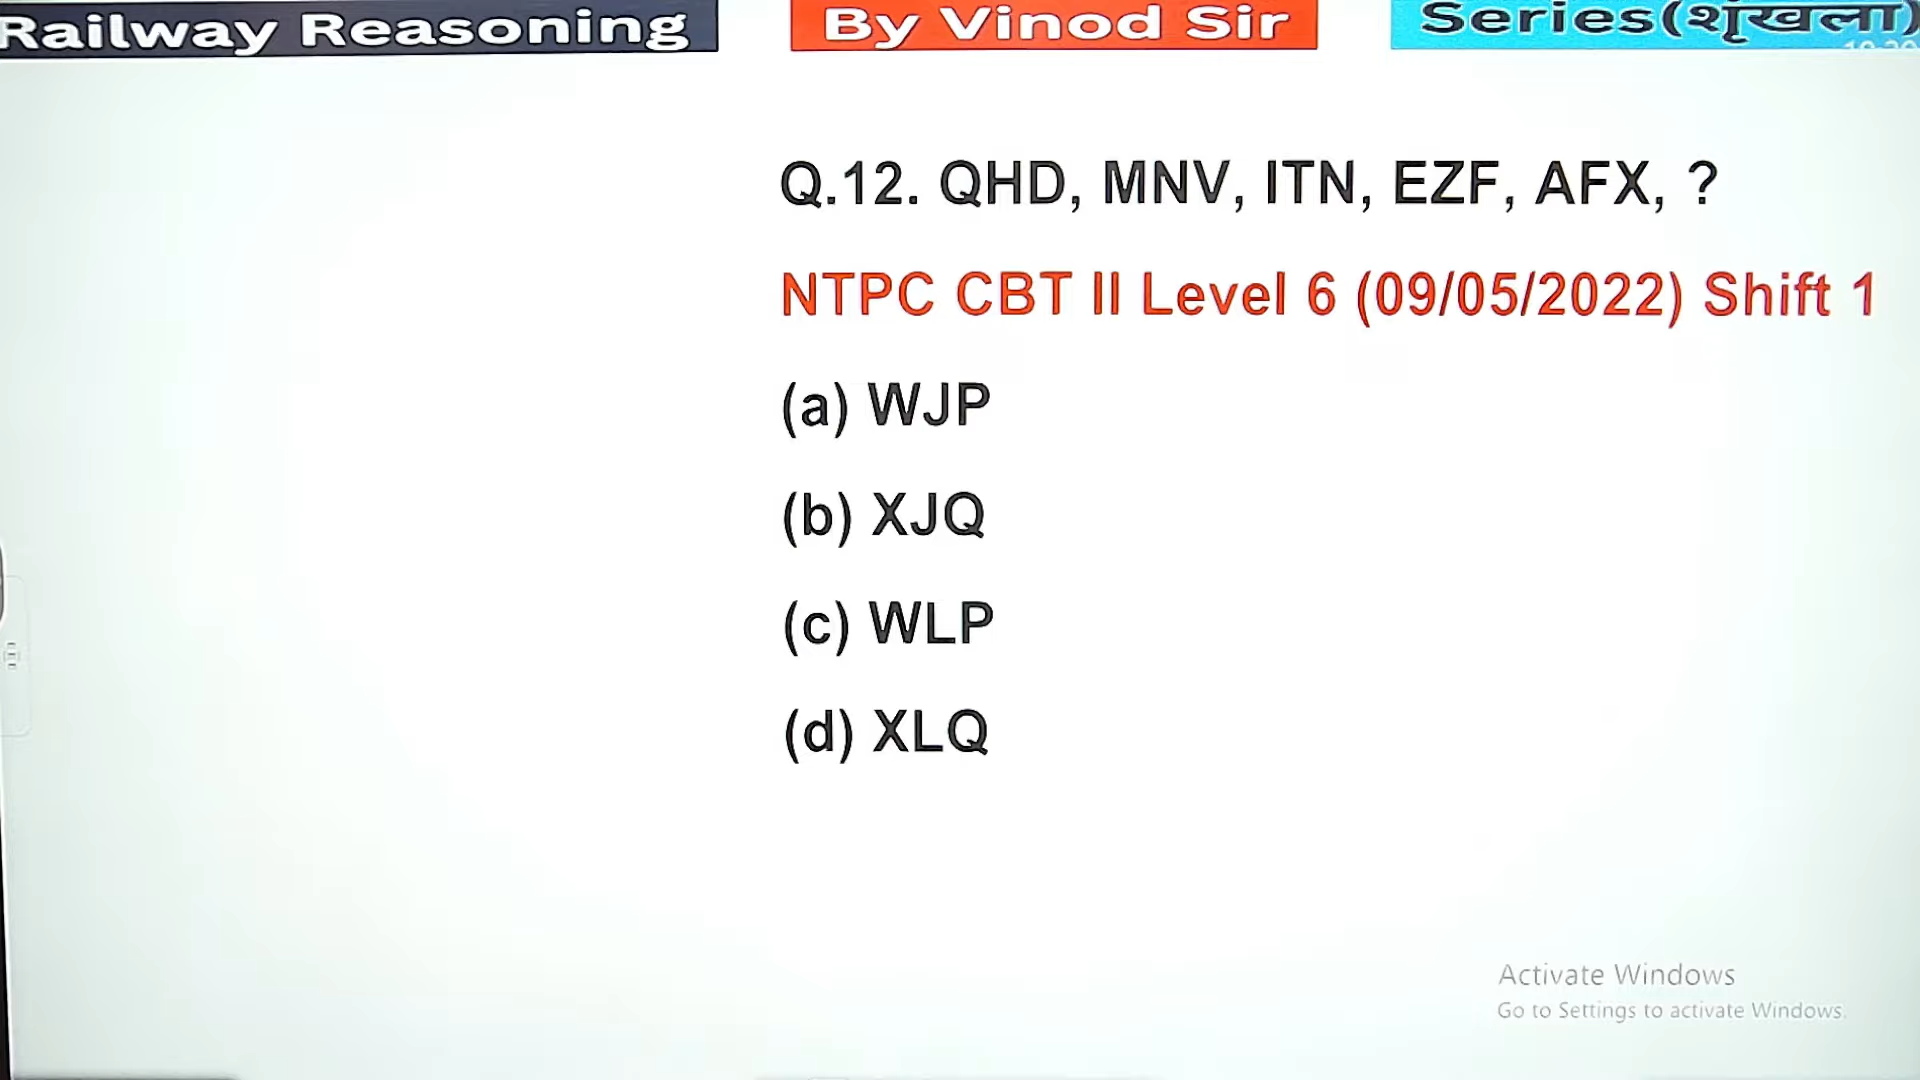 Railway Reasoning
By Vinod Sir
Series(शृंखला)
Q.12. QHD, MNV, ITN, EZF, AFX, ?
NTPC CBT II Level 6 (09/05/2022) Shift 1
(a) WJP
(b) XJQ
(c) WLP
(d) XLQ
Activate Windows
Go to Settings to activate Windows.